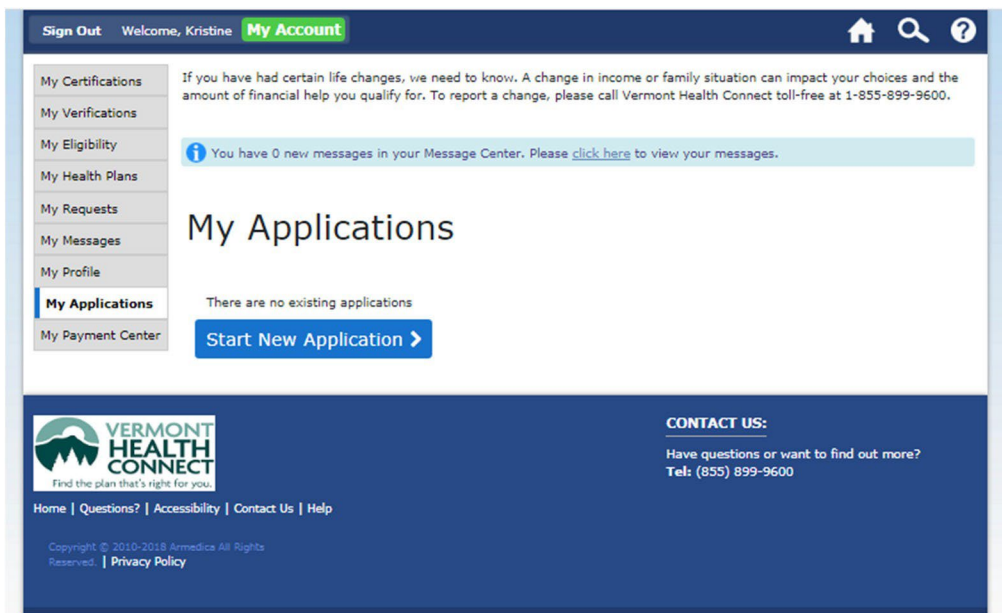 Sign Out Welcome, Kristine My Account
My Certifications
My Verifications
My Eligibility
My Health Plans
My Requests
My Messages
My Profile
My Applications
My Payment Center
If you have had certain life changes, we need to know. A change in income or family situation can impact your choices and the
amount of financial help you qualify for. To report a change, please call Vermont Health Connect toll-free at 1-855-899-9600.
You have 0 new messages in your Message Center. Please click here to view your messages.
My Applications
There are no existing applications
Start New Application
VERMONT
HEALTH
CONNECT
Find the plan that's right for you.
Home | Questions? | Accessibility | Contact Us | Help
Copyright © 2010-2018 Armedica All Rights
Reserved. | Privacy Policy
CONTACT US:
Have questions or want to find out more?
Tel: (855) 899-9600